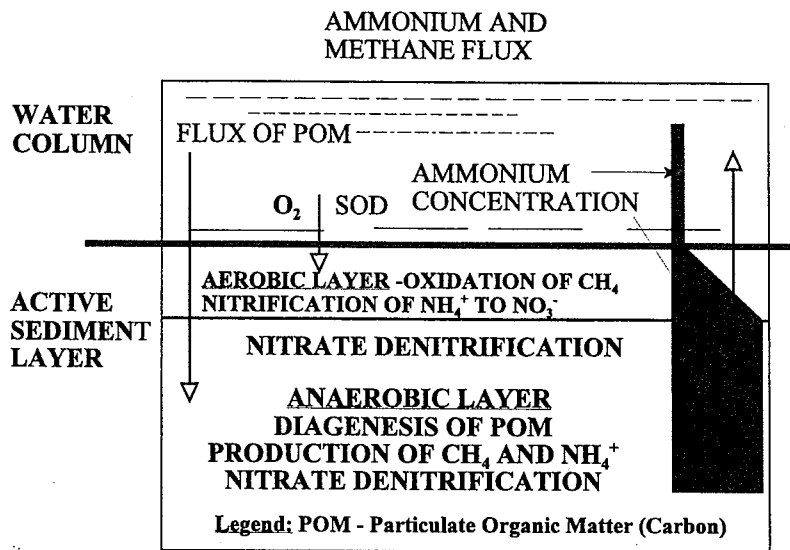 AMMONIUM AND
METHANE FLUX
WATER
COLUMN
FLUX OF POM
AMMONIUM
CONCENTRATION
O₂ SOD
AEROBIC LAYER -OXIDATION OF CH₄
NITRIFICATION OF NH₄⁺ TO NO₃⁻
ACTIVE
SEDIMENT
LAYER
NITRATE DENITRIFICATION
ANAEROBIC LAYER
DIAGENESIS OF POM
PRODUCTION OF CH₄ AND NH₄⁺
NITRATE DENITRIFICATION
Legend: POM - Particulate Organic Matter (Carbon)